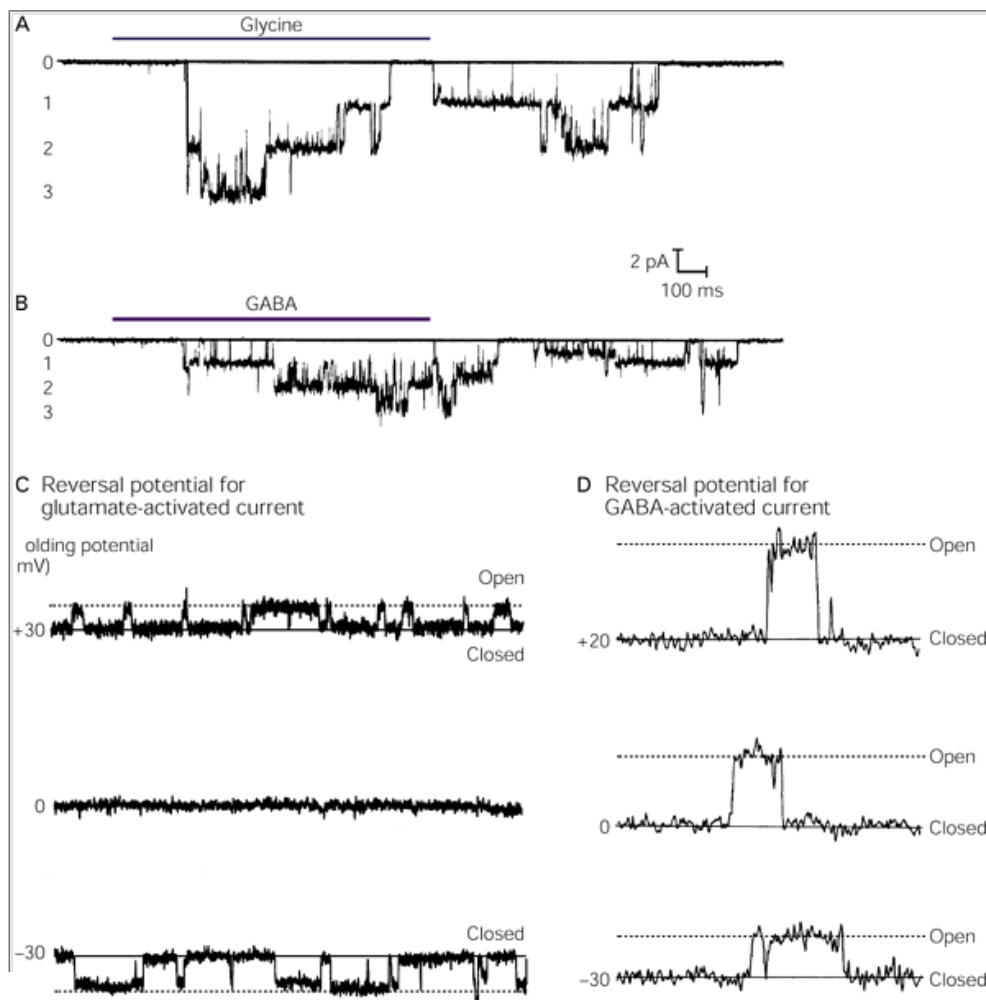 A
Glycine
0
1
2
3
2 pA
100 ms
B
GABA
0
1
2
3
C Reversal potential for
glutamate-activated current
olding potential
mV)
Open
+30
Closed
0
Closed
−30
D Reversal potential for
GABA-activated current
Open
+20
Closed
Open
0
Closed
Open
−30
Closed